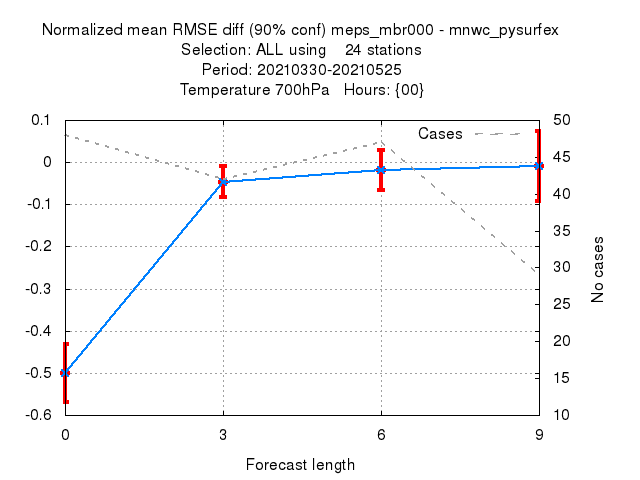 Normalized mean RMSE diff (90% conf) meps_mbr000 - mnwc_pysurfex
Selection: ALL using 24 stations
Period: 20210330-20210525
Temperature 700hPa Hours: {00}
0.1
0
-0.1
-0.2
-0.3
-0.4
-0.5
-0.6
Cases
50
45
40
35
30
25
20
15
10
No cases
0 3 6 9
Forecast length